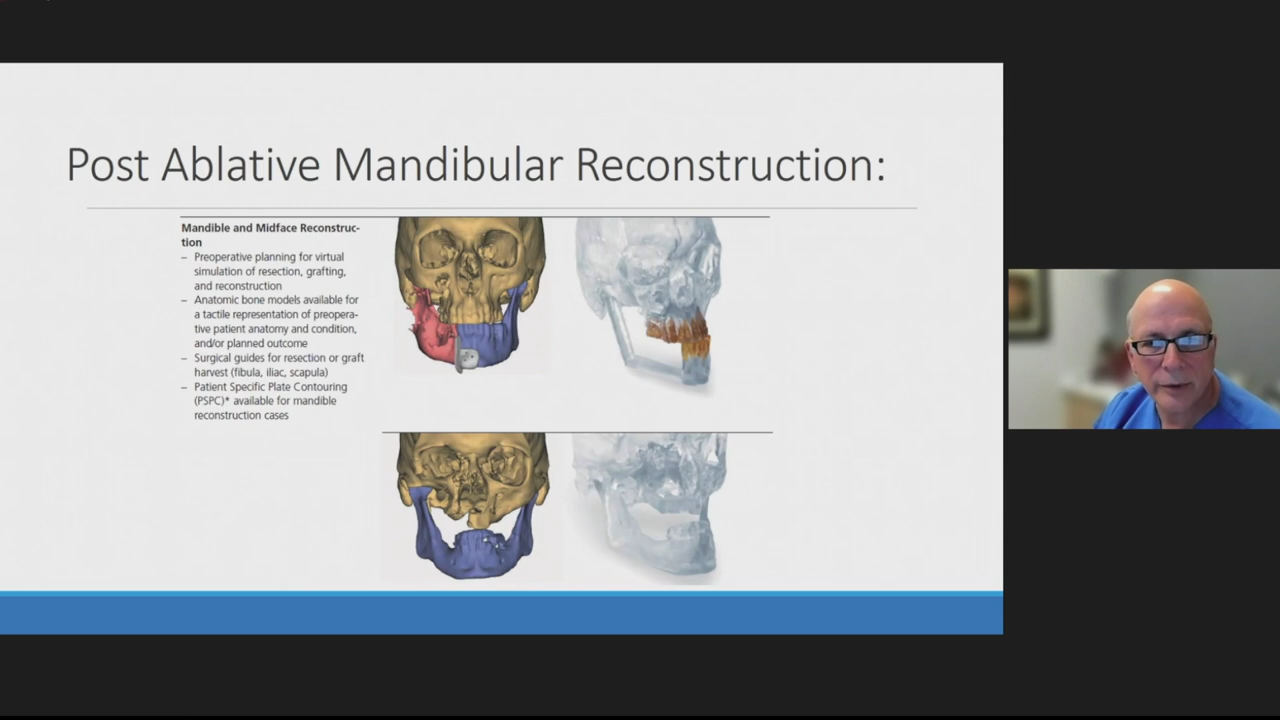 Post Ablative Mandibular Reconstruction:
Mandible and Midface Reconstruc-
tion
– Preoperative planning for virtual
simulation of resection, grafting,
and reconstruction
– Anatomic bone models available for
a tactile representation of preopera-
tive patient anatomy and condition,
and/or planned outcome
– Surgical guides for resection or graft
harvest (fibula, iliac, scapula)
– Patient Specific Plate Contouring
(PSPC)* available for mandible
reconstruction cases